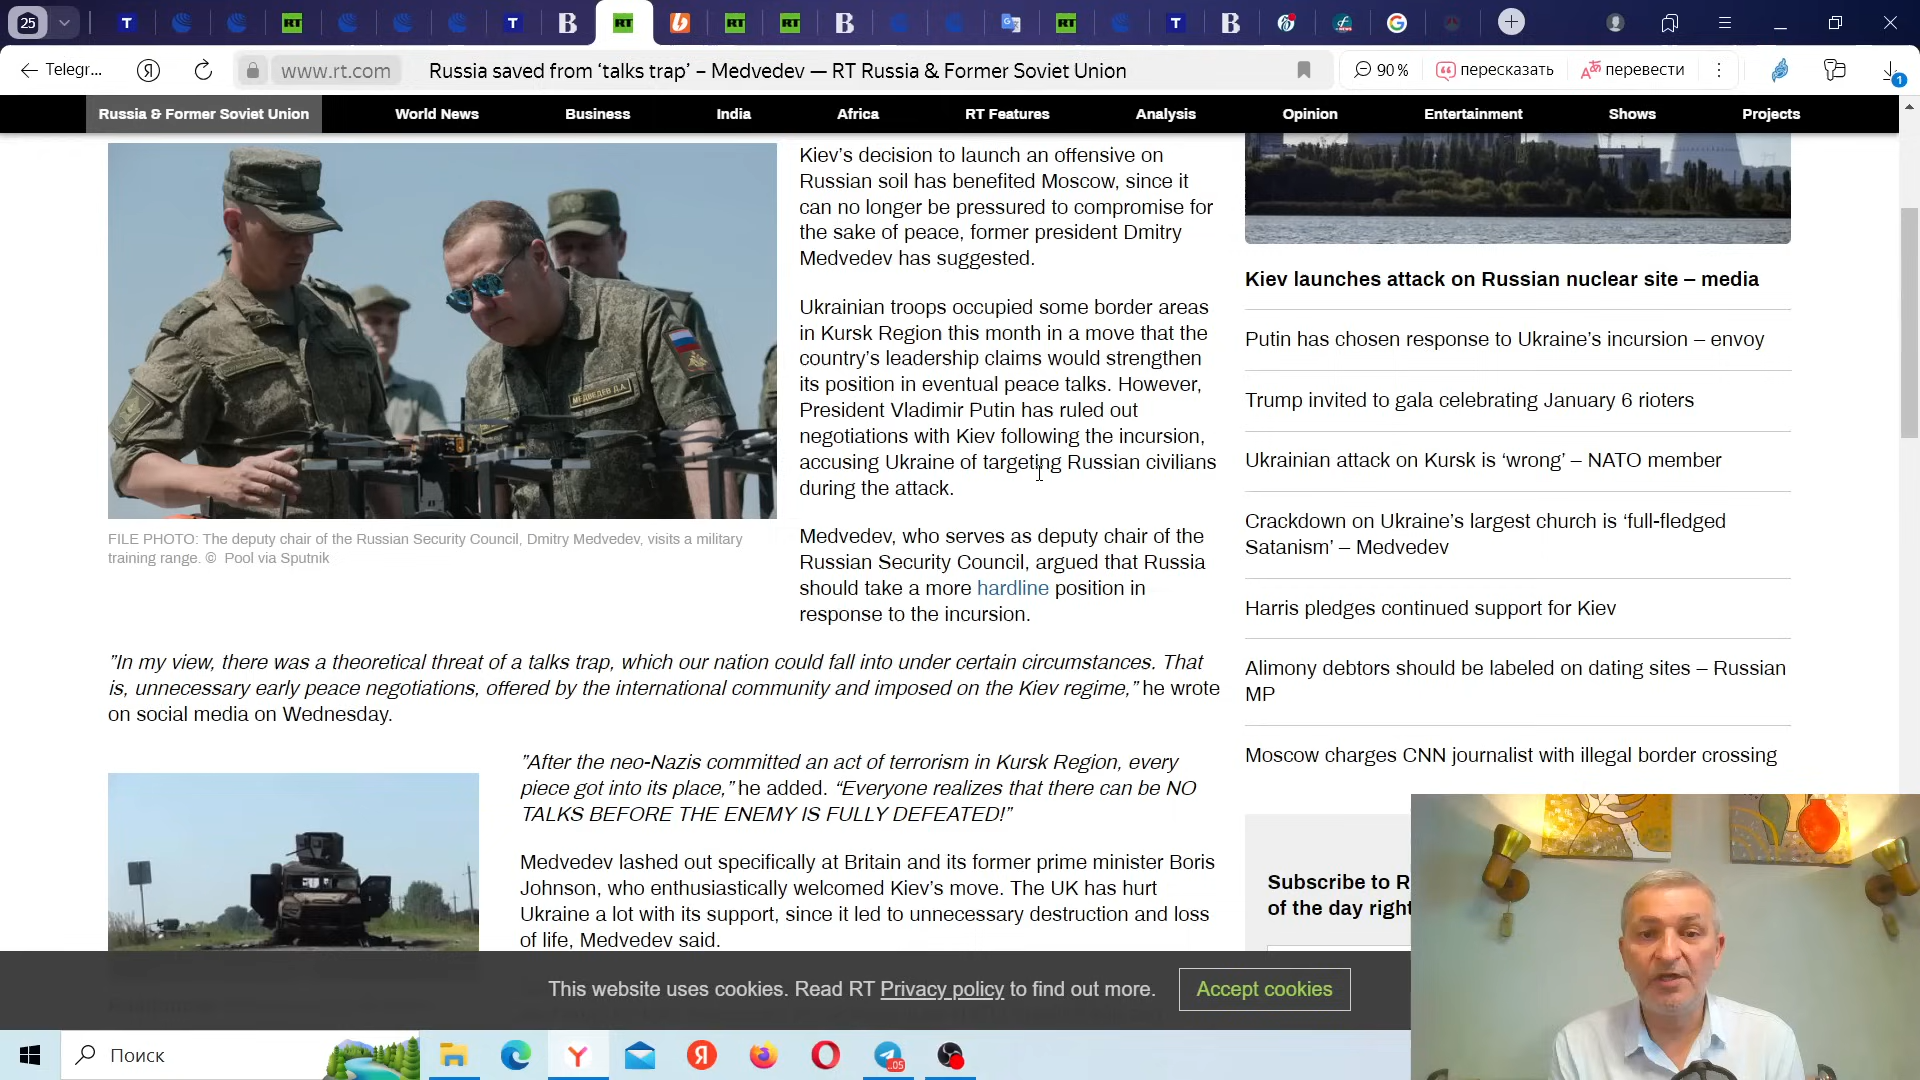 25
Telegr...
www.rt.com
Russia saved from ‘talks trap’ – Medvedev — RT Russia & Former Soviet Union
90 %
пересказать
перевести
1
Russia & Former Soviet Union
World News
Business
India
Africa
RT Features
Analysis
Opinion
Entertainment
Shows
Projects
Kiev’s decision to launch an offensive on
Russian soil has benefited Moscow, since it
can no longer be pressured to compromise for
the sake of peace, former president Dmitry
Medvedev has suggested.
Ukrainian troops occupied some border areas
in Kursk Region this month in a move that the
country’s leadership claims would strengthen
its position in eventual peace talks. However,
President Vladimir Putin has ruled out
negotiations with Kiev following the incursion,
accusing Ukraine of targeting Russian civilians
during the attack.
МЕДВЕДЕВ Д.А.
FILE PHOTO: The deputy chair of the Russian Security Council, Dmitry Medvedev, visits a military
training range. © Pool via Sputnik
Medvedev, who serves as deputy chair of the
Russian Security Council, argued that Russia
should take a more hardline position in
response to the incursion.
"In my view, there was a theoretical threat of a talks trap, which our nation could fall into under certain circumstances. That
is, unnecessary early peace negotiations, offered by the international community and imposed on the Kiev regime," he wrote
on social media on Wednesday.
"After the neo-Nazis committed an act of terrorism in Kursk Region, every
piece got into its place," he added. “Everyone realizes that there can be NO
TALKS BEFORE THE ENEMY IS FULLY DEFEATED!”
Medvedev lashed out specifically at Britain and its former prime minister Boris
Johnson, who enthusiastically welcomed Kiev’s move. The UK has hurt
Ukraine a lot with its support, since it led to unnecessary destruction and loss
of life, Medvedev said.
Kiev launches attack on Russian nuclear site – media
Putin has chosen response to Ukraine’s incursion – envoy
Trump invited to gala celebrating January 6 rioters
Ukrainian attack on Kursk is ‘wrong’ – NATO member
Crackdown on Ukraine’s largest church is ‘full-fledged
Satanism’ – Medvedev
Harris pledges continued support for Kiev
Alimony debtors should be labeled on dating sites – Russian
MP
Moscow charges CNN journalist with illegal border crossing
Subscribe to R
of the day right
This website uses cookies. Read RT Privacy policy to find out more.
Accept cookies
Поиск